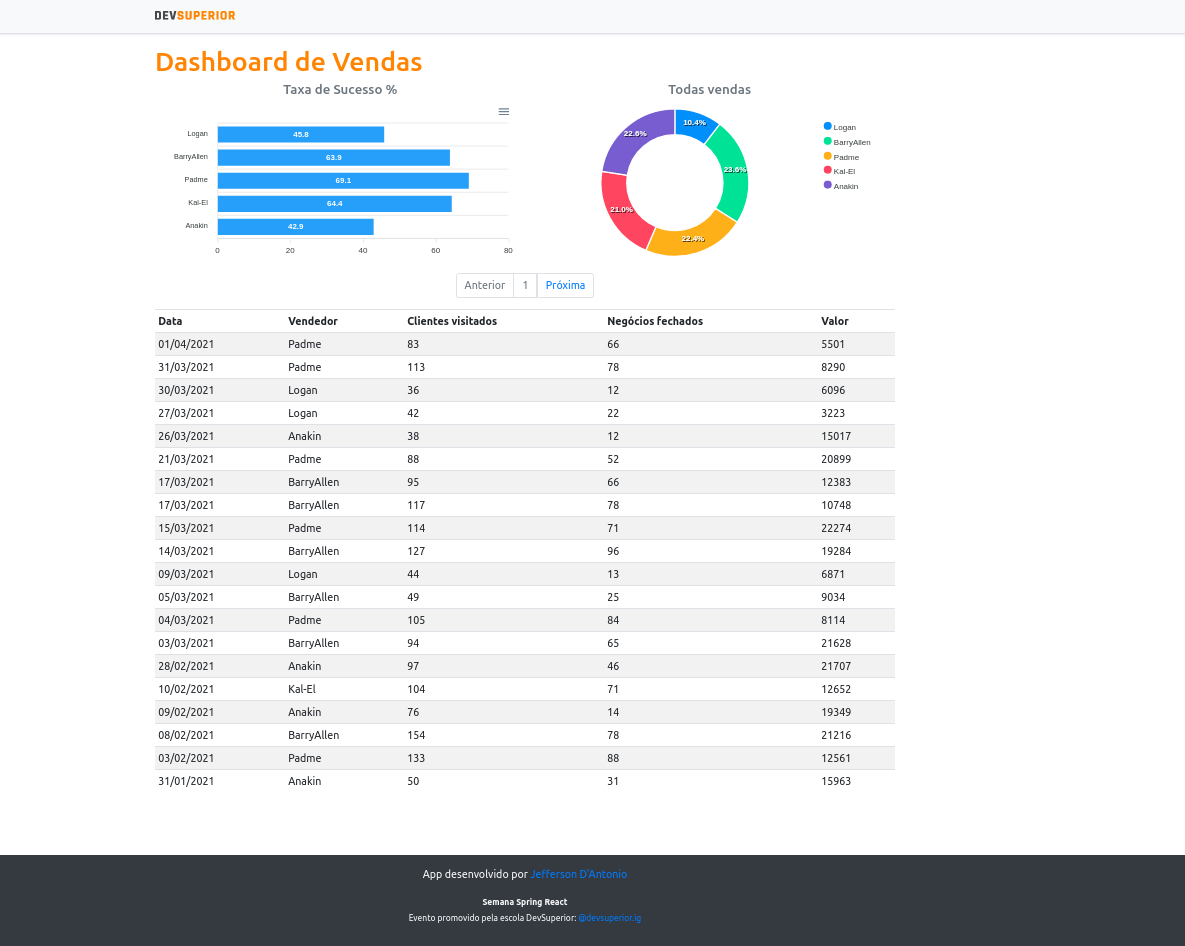 DEVSUPERIOR
Dashboard de Vendas
Taxa de Sucesso %
Logan 45.8
BarryAllen 63.9
Padme 69.1
Kal-El 64.4
Anakin 42.9
0 20 40 60 80
Todas vendas
10.4%
23.6%
22.4%
21.0%
22.6%
Logan
BarryAllen
Padme
Kal-El
Anakin
Anterior 1 Próxima
Data Vendedor Clientes visitados Negócios fechados Valor
01/04/2021 Padme 83 66 5501
31/03/2021 Padme 113 78 8290
30/03/2021 Logan 36 12 6096
27/03/2021 Logan 42 22 3223
26/03/2021 Anakin 38 12 15017
21/03/2021 Padme 88 52 20899
17/03/2021 BarryAllen 95 66 12383
17/03/2021 BarryAllen 117 78 10748
15/03/2021 Padme 114 71 22274
14/03/2021 BarryAllen 127 96 19284
09/03/2021 Logan 44 13 6871
05/03/2021 BarryAllen 49 25 9034
04/03/2021 Padme 105 84 8114
03/03/2021 BarryAllen 94 65 21628
28/02/2021 Anakin 97 46 21707
10/02/2021 Kal-El 104 71 12652
09/02/2021 Anakin 76 14 19349
08/02/2021 BarryAllen 154 78 21216
03/02/2021 Padme 133 88 12561
31/01/2021 Anakin 50 31 15963
App desenvolvido por Jefferson D'Antonio
Semana Spring React
Evento promovido pela escola DevSuperior: @devsuperior.ig